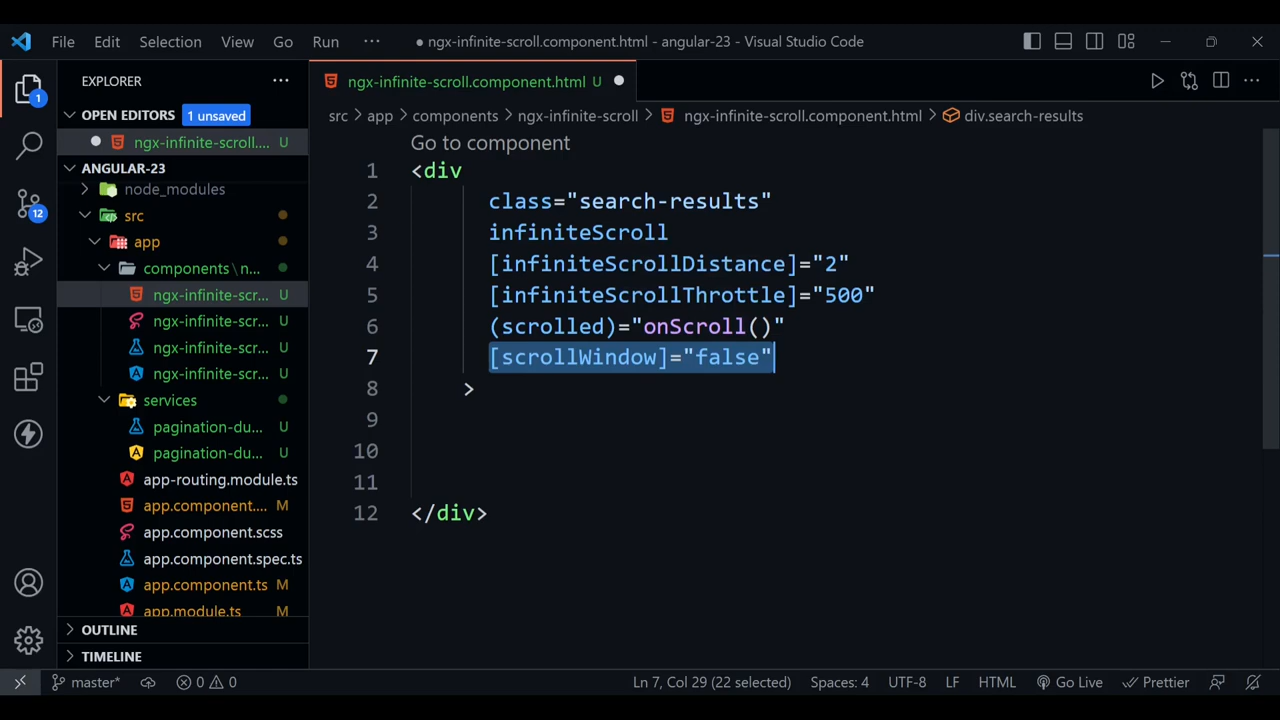 File Edit Selection View Go Run ··· ● ngx-infinite-scroll.component.html - angular-23 - Visual Studio Code
EXPLORER ···
OPEN EDITORS 1 unsaved
ngx-infinite-scroll.... U
ANGULAR-23
node_modules
src
app
components\n...
ngx-infinite-scr... U
ngx-infinite-scr... U
ngx-infinite-scr... U
ngx-infinite-scr... U
services
pagination-du... U
pagination-du... U
app-routing.module.ts
app.component.... M
app.component.scss
app.component.spec.ts
app.component.ts M
app.module.ts M
OUTLINE
TIMELINE
1
12
ngx-infinite-scroll.component.html U
src > app > components > ngx-infinite-scroll > ngx-infinite-scroll.component.html > div.search-results
Go to component
1 <div
2 class="search-results"
3 infiniteScroll
4 [infiniteScrollDistance]="2"
5 [infiniteScrollThrottle]="500"
6 (scrolled)="onScroll()"
7 [scrollWindow]="false"
8 >
9
10
11
12 </div>
master* 0 0 Ln 7, Col 29 (22 selected) Spaces: 4 UTF-8 LF HTML Go Live Prettier